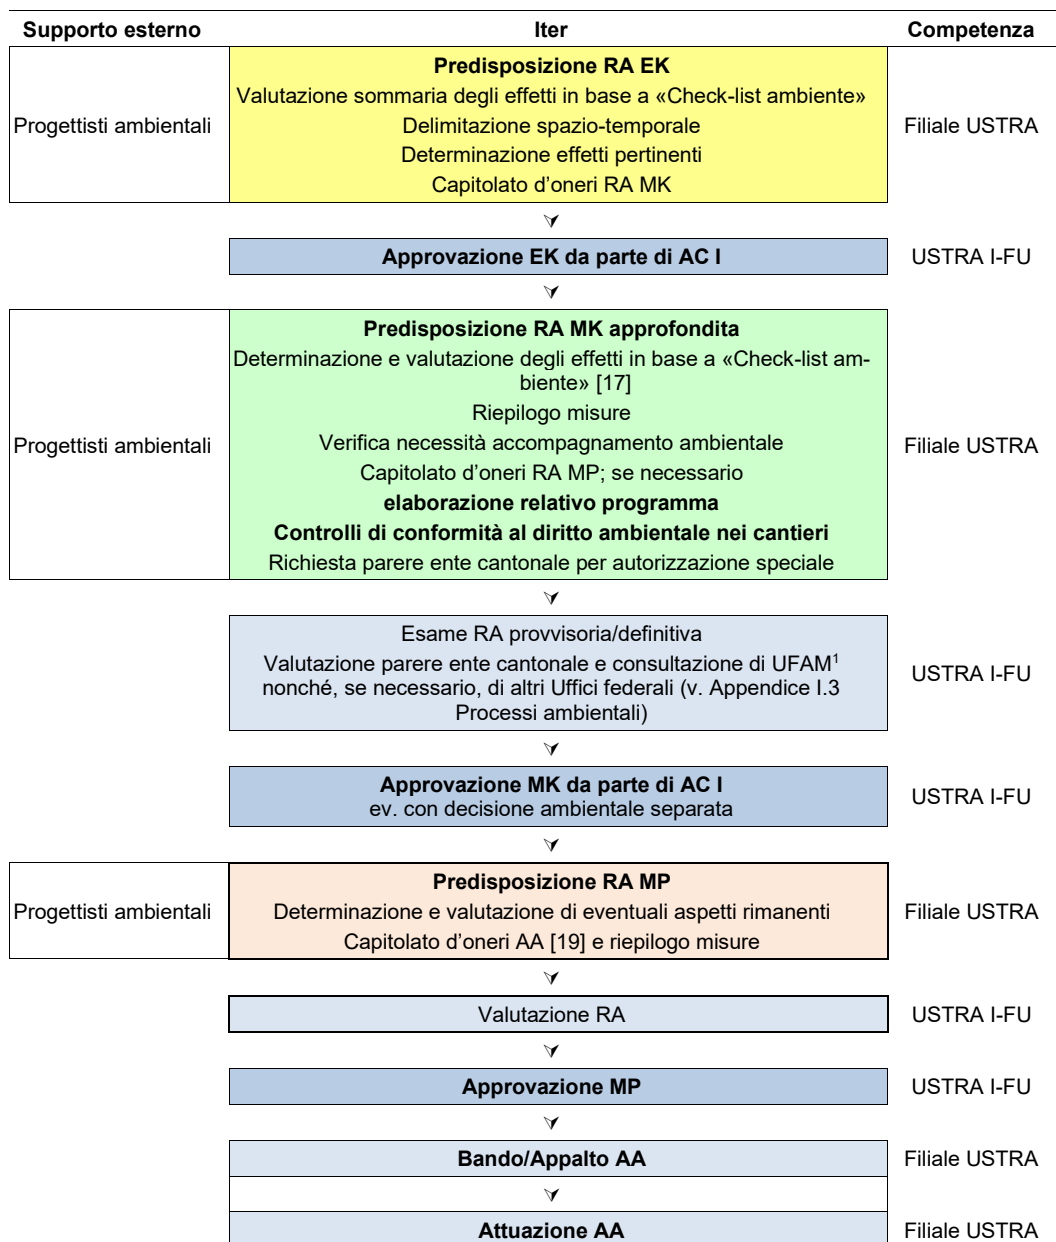 Supporto esterno Iter Competenza
Predisposizione RA EK
Valutazione sommaria degli effetti in base a «Check-list ambiente»
Progettisti ambientali Delimitazione spazio-temporale Filiale USTRA
Determinazione effetti pertinenti
Capitolato d’oneri RA MK
Approvazione EK da parte di AC I USTRA I-FU
Predisposizione RA MK approfondita
Determinazione e valutazione degli effetti in base a «Check-list am-
biente» [17]
Riepilogo misure
Progettisti ambientali Verifica necessità accompagnamento ambientale Filiale USTRA
Capitolato d’oneri RA MP; se necessario
elaborazione relativo programma
Controlli di conformità al diritto ambientale nei cantieri
Richiesta parere ente cantonale per autorizzazione speciale
Esame RA provvisoria/definitiva
Valutazione parere ente cantonale e consultazione di UFAM¹
nonché, se necessario, di altri Uffici federali (v. Appendice I.3 USTRA I-FU
Processi ambientali)
Approvazione MK da parte di AC I
ev. con decisione ambientale separata USTRA I-FU
Predisposizione RA MP
Progettisti ambientali Determinazione e valutazione di eventuali aspetti rimanenti Filiale USTRA
Capitolato d’oneri AA [19] e riepilogo misure
Valutazione RA USTRA I-FU
Approvazione MP USTRA I-FU
Bando/Appalto AA Filiale USTRA
Attuazione AA Filiale USTRA